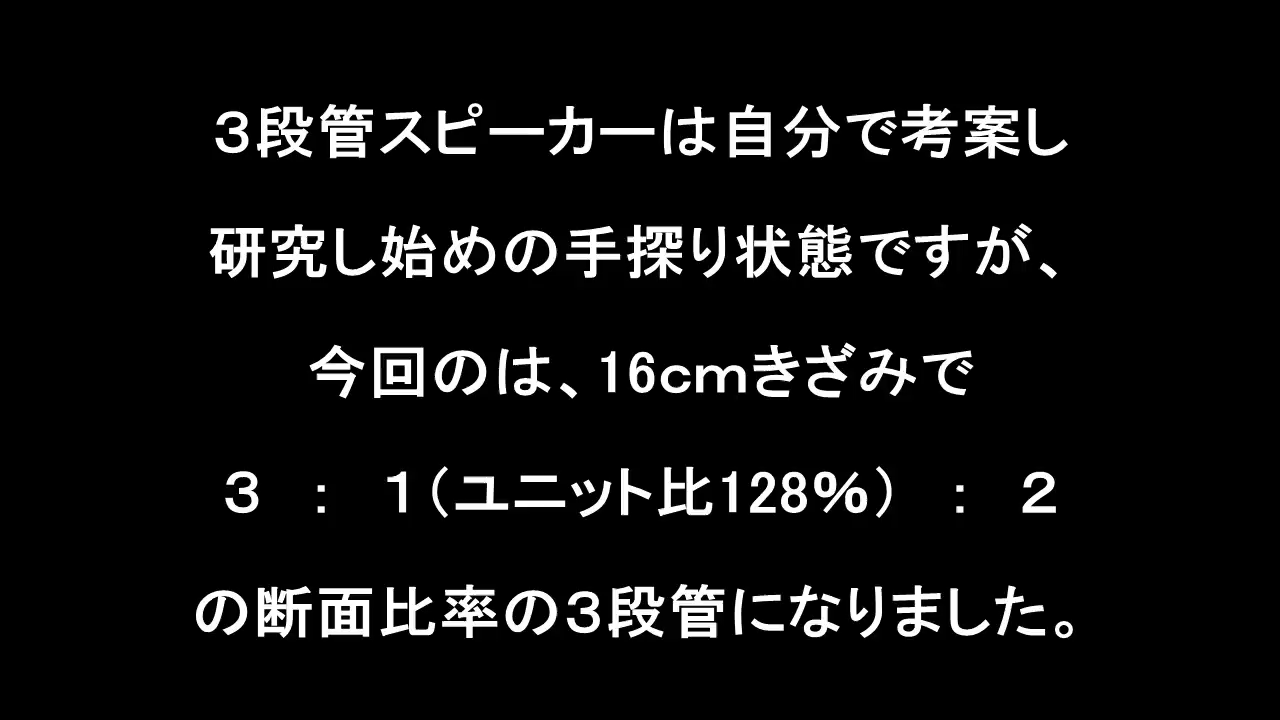 ３段管スピーカーは自分で考案し
研究し始めの手探り状態ですが、
今回のは、16ｃｍきざみで
３　：　１（ユニット比128％）　：　２
の断面比率の３段管になりました。